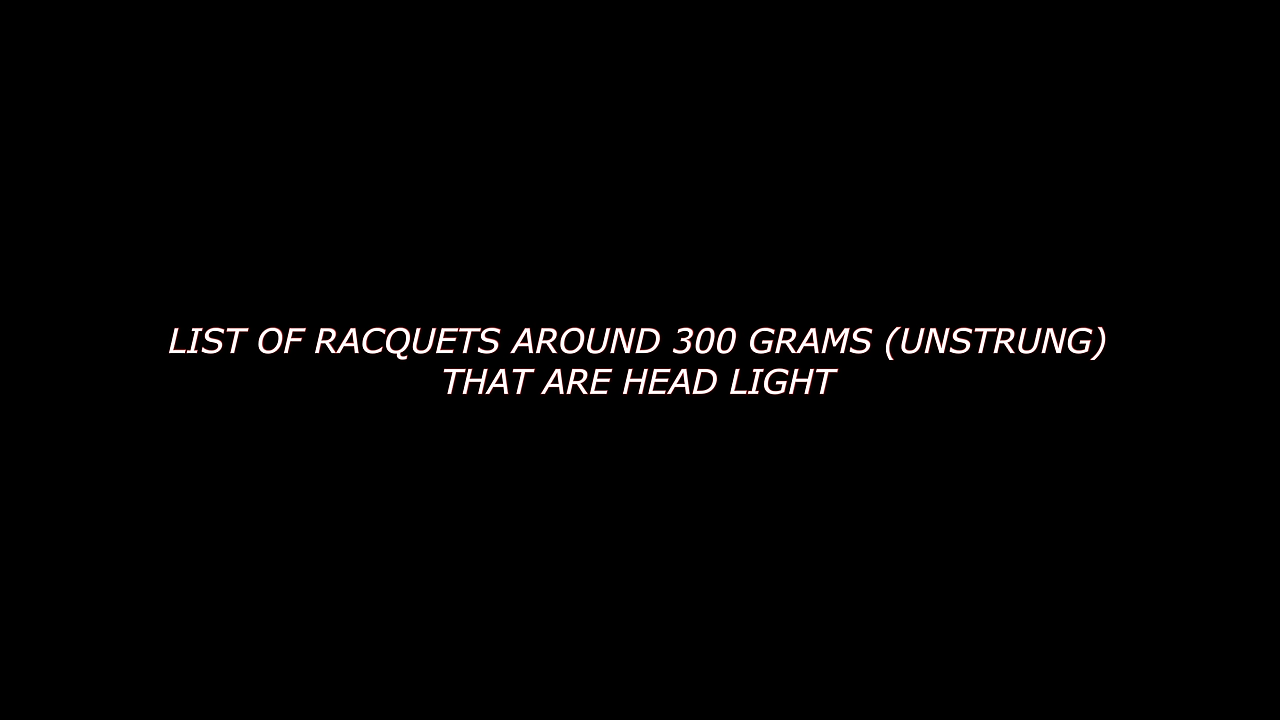 LIST OF RACQUETS AROUND 300 GRAMS (UNSTRUNG)
THAT ARE HEAD LIGHT